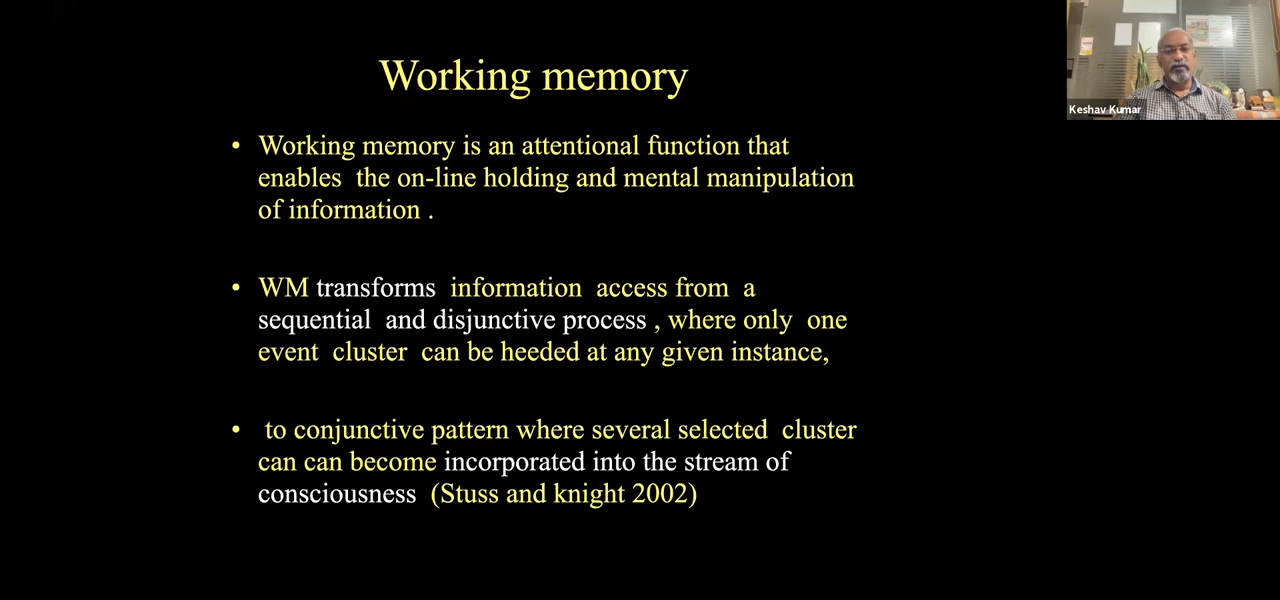 Working memory
Keshav Kumar
• Working memory is an attentional function that
enables the on-line holding and mental manipulation
of information .
• WM transforms information access from a
sequential and disjunctive process , where only one
event cluster can be heeded at any given instance,
• to conjunctive pattern where several selected cluster
can can become incorporated into the stream of
consciousness (Stuss and knight 2002)